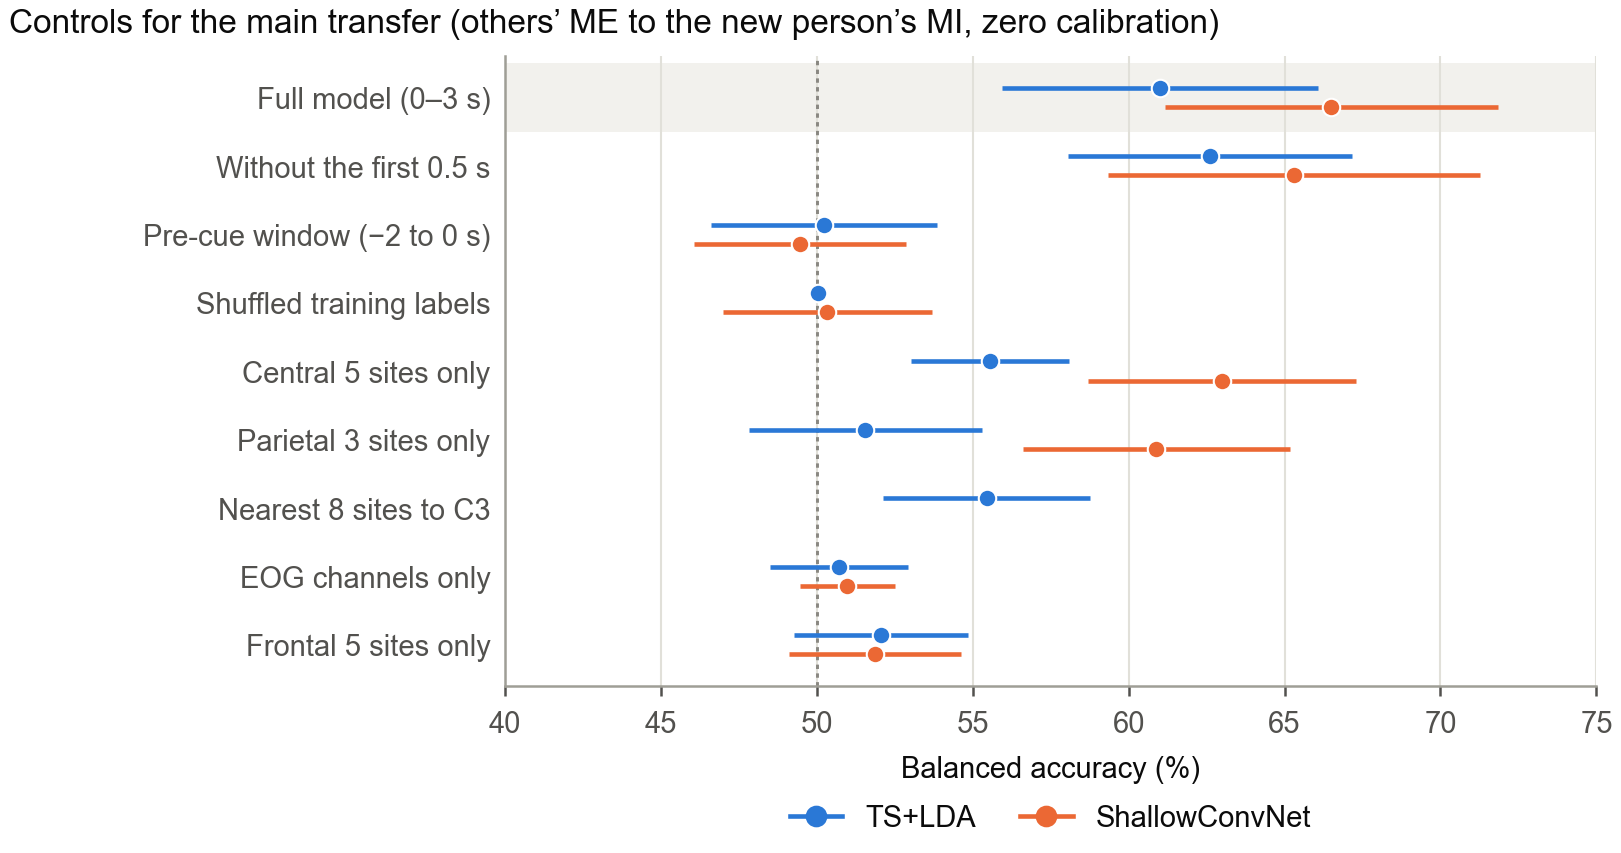 Controls for the main transfer (others’ ME to the new person’s MI, zero calibration)
Full model (0–3 s)
Without the first 0.5 s
Pre-cue window (−2 to 0 s)
Shuffled training labels
Central 5 sites only
Parietal 3 sites only
Nearest 8 sites to C3
EOG channels only
Frontal 5 sites only
40 45 50 55 60 65 70 75
Balanced accuracy (%)
TS+LDA ShallowConvNet